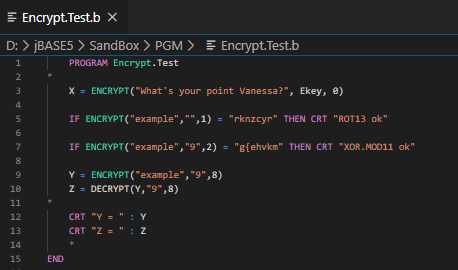 Encrypt.Test.b ×
D: > jBASE5 > SandBox > PGM > Encrypt.Test.b
1 PROGRAM Encrypt.Test
2 *
3 X = ENCRYPT("What's your point Vanessa?", Ekey, 0)
4
5 IF ENCRYPT("example","",1) = "rknzcyr" THEN CRT "ROT13 ok"
6
7 IF ENCRYPT("example","9",2) = "g{ehvkm" THEN CRT "XOR.MOD11 ok"
8
9 Y = ENCRYPT("example","9",8)
10 Z = DECRYPT(Y,"9",8)
11 *
12 CRT "Y = " : Y
13 CRT "Z = " : Z
14 *
15 END